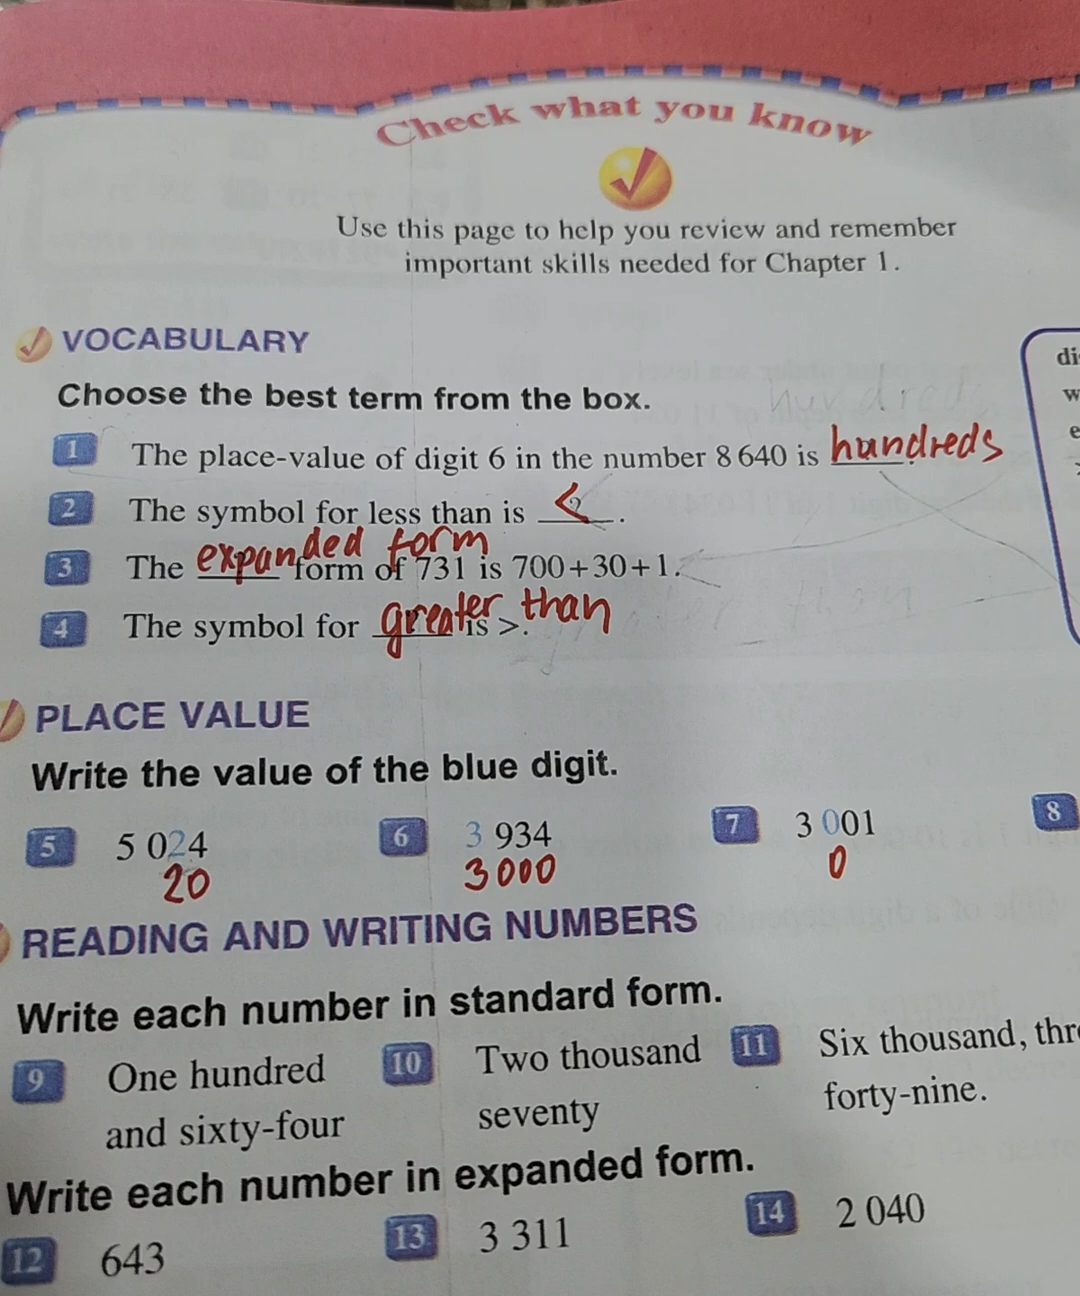 Check what you know
Use this page to help you review and remember
important skills needed for Chapter 1.
VOCABULARY
Choose the best term from the box.
hundreds
1 The place-value of digit 6 in the number 8 640 is hundreds.
2 The symbol for less than is <.
3 The expanded form form of 731 is 700+30+1.
4 The symbol for greater than is >.
PLACE VALUE
Write the value of the blue digit.
5 5 024 6 3 934 7 3 001 8
20 3000 0
READING AND WRITING NUMBERS
Write each number in standard form.
9 One hundred 10 Two thousand 11 Six thousand,
and sixty-four seventy forty-nine.
Write each number in expanded form.
12 643 13 3 311 14 2 040